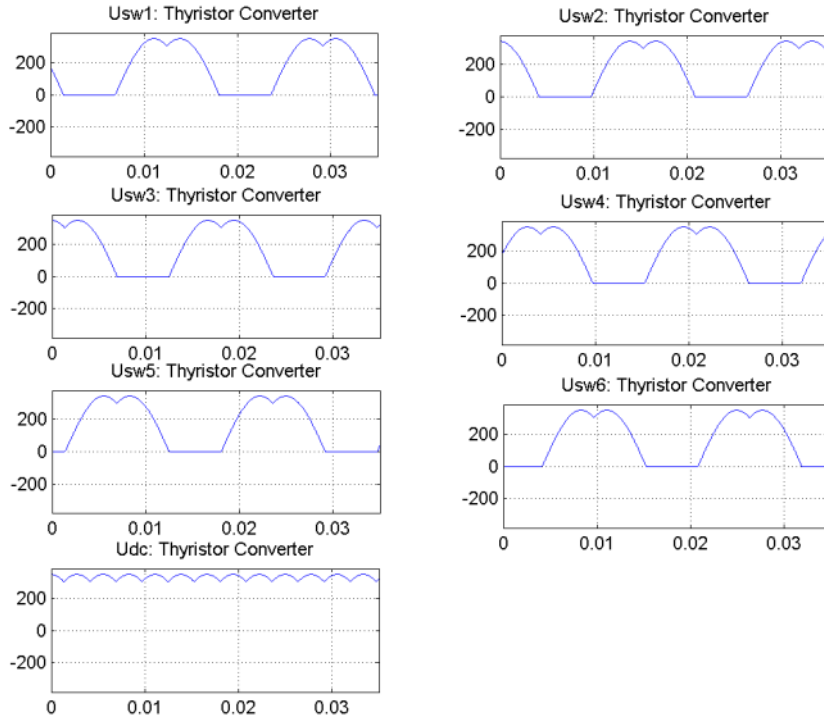 Usw1: Thyristor Converter
200
0
-200
0 0.01 0.02 0.03
Usw2: Thyristor Converter
200
0
-200
0 0.01 0.02 0.03
Usw3: Thyristor Converter
200
0
-200
0 0.01 0.02 0.03
Usw4: Thyristor Converter
200
0
-200
0 0.01 0.02 0.03
Usw5: Thyristor Converter
200
0
-200
0 0.01 0.02 0.03
Usw6: Thyristor Converter
200
0
-200
0 0.01 0.02 0.03
Udc: Thyristor Converter
200
0
-200
0 0.01 0.02 0.03